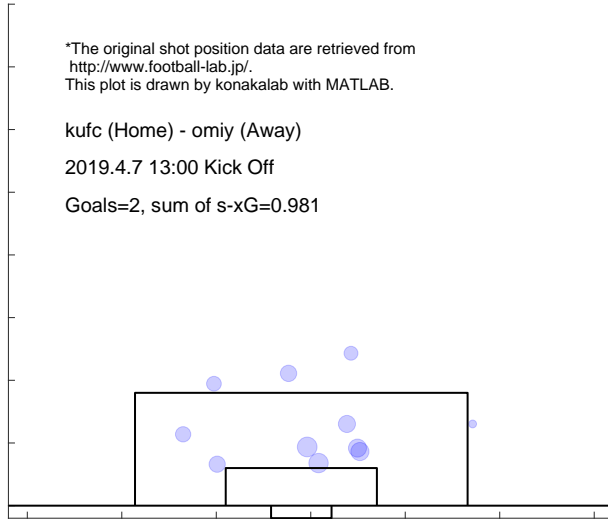 *The original shot position data are retrieved from
http://www.football-lab.jp/.
This plot is drawn by konakalab with MATLAB.
kufc (Home) - omiy (Away)
2019.4.7 13:00 Kick Off
Goals=2, sum of s-xG=0.981